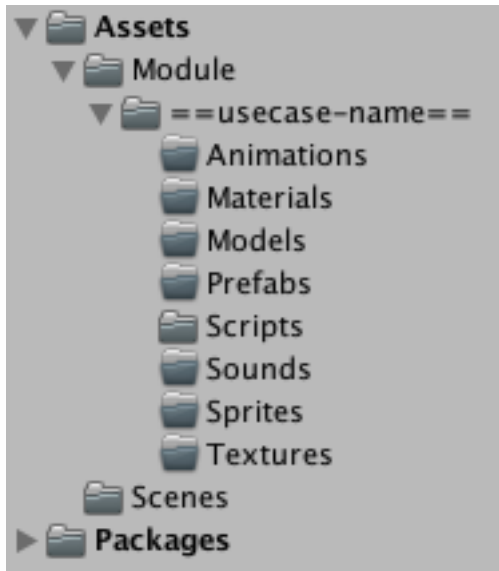 Assets
Module
==usecase-name==
Animations
Materials
Models
Prefabs
Scripts
Sounds
Sprites
Textures
Scenes
Packages